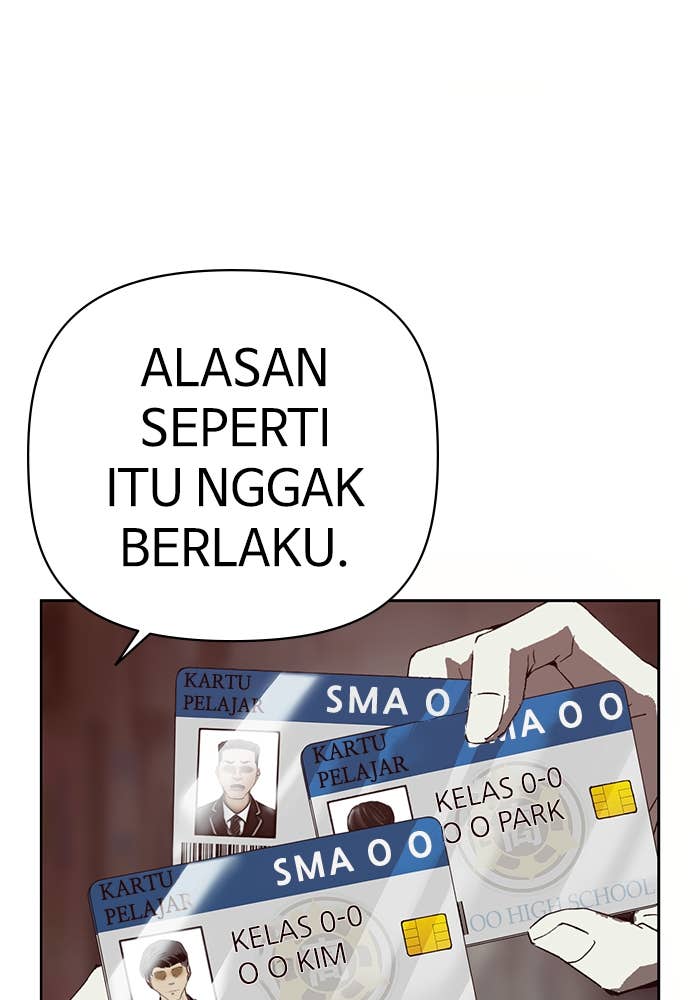 ALASAN
SEPERTI
ITU NGGAK
BERLAKU.
KARTU
PELAJAR
SMA O O
KARTU
PELAJAR
SMA O O
KELAS 0-0
O O PARK
OO HIGH SCHOOL
KARTU
PELAJAR
SMA O O
KELAS 0-0
O O KIM